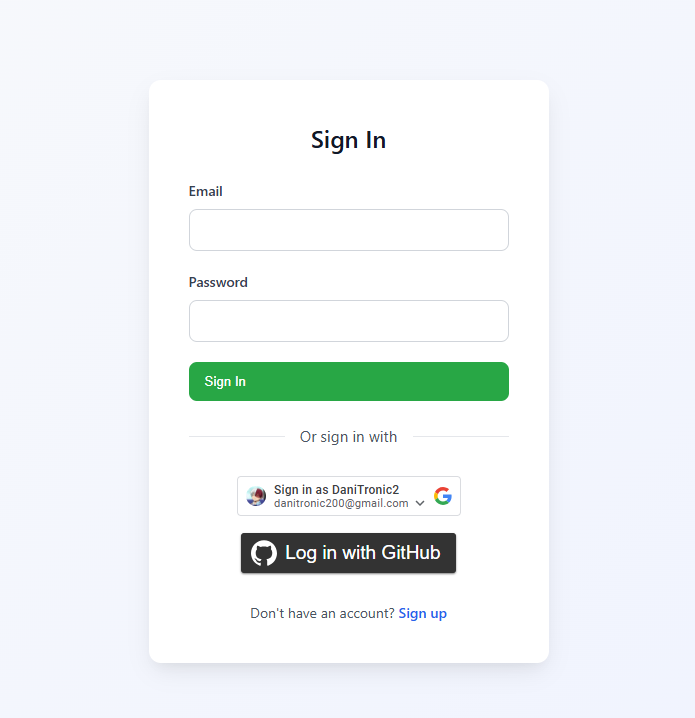 Sign In
Email
Password
Sign In
Or sign in with
Sign in as DaniTronic2
danitronic200@gmail.com
Log in with GitHub
Don't have an account? Sign up